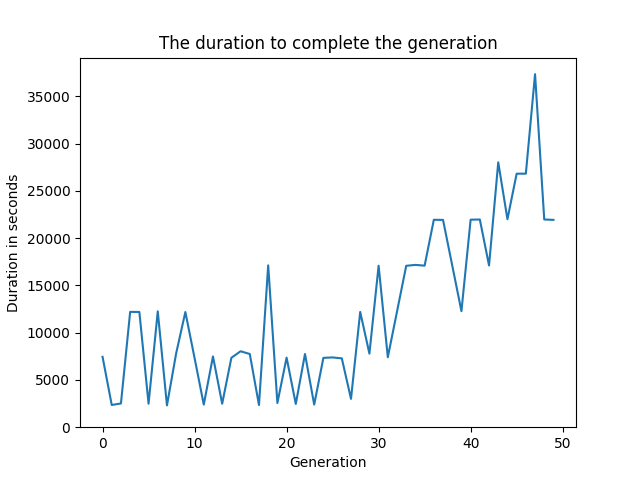 The duration to complete the generation
35000
30000
25000
20000
15000
10000
5000
0
Duration in seconds
0 10 20 30 40 50
Generation